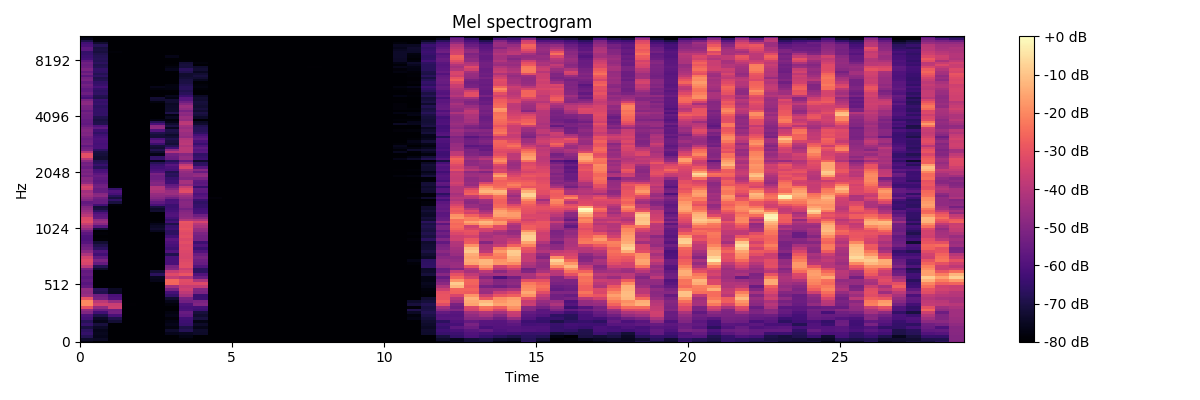 Mel spectrogram
Hz
8192
4096
2048
1024
512
0
0 5 10 15 20 25
Time
+0 dB
-10 dB
-20 dB
-30 dB
-40 dB
-50 dB
-60 dB
-70 dB
-80 dB